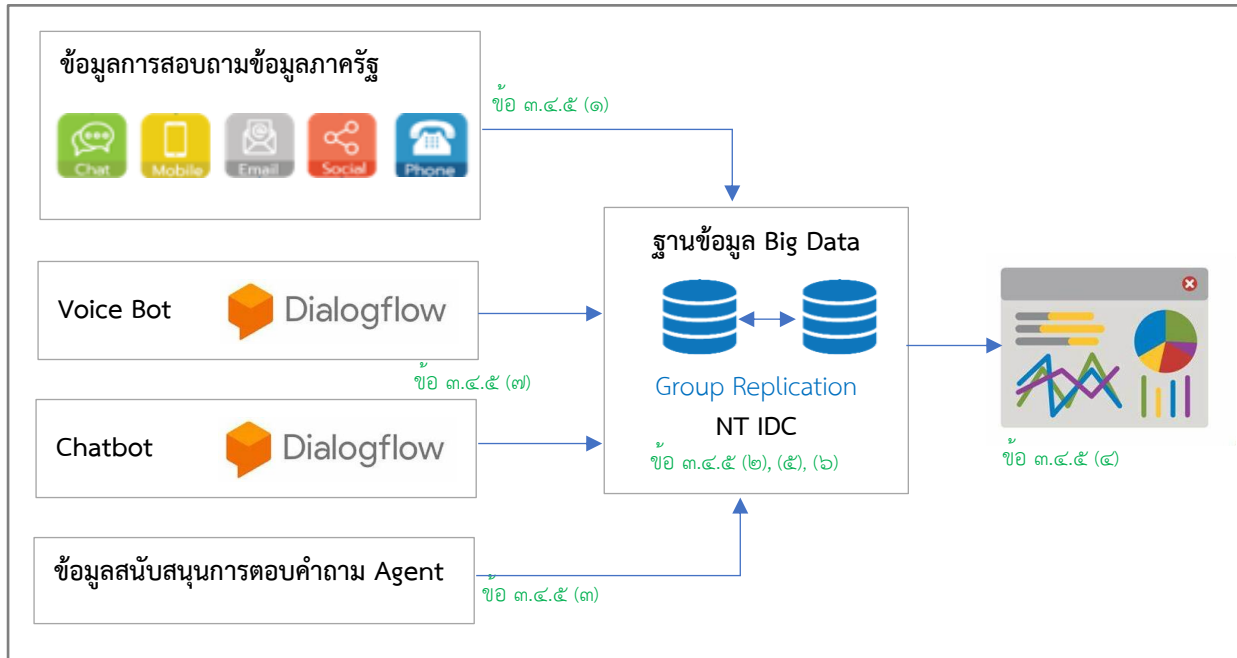 ข้อมูลการสอบถามข้อมูลภาครัฐ
ข้อ ๓.๔.๕ (๑)
Chat Mobile Email Social Phone
ฐานข้อมูล Big Data
Voice Bot Dialogflow
ข้อ ๓.๔.๕ (๗)
Group Replication
Chatbot Dialogflow
NT IDC
ข้อ ๓.๔.๕ (๒), (๕), (๖)
ข้อ ๓.๔.๕ (๔)
ข้อมูลสนับสนุนการตอบคำถาม Agent
ข้อ ๓.๔.๕ (๓)